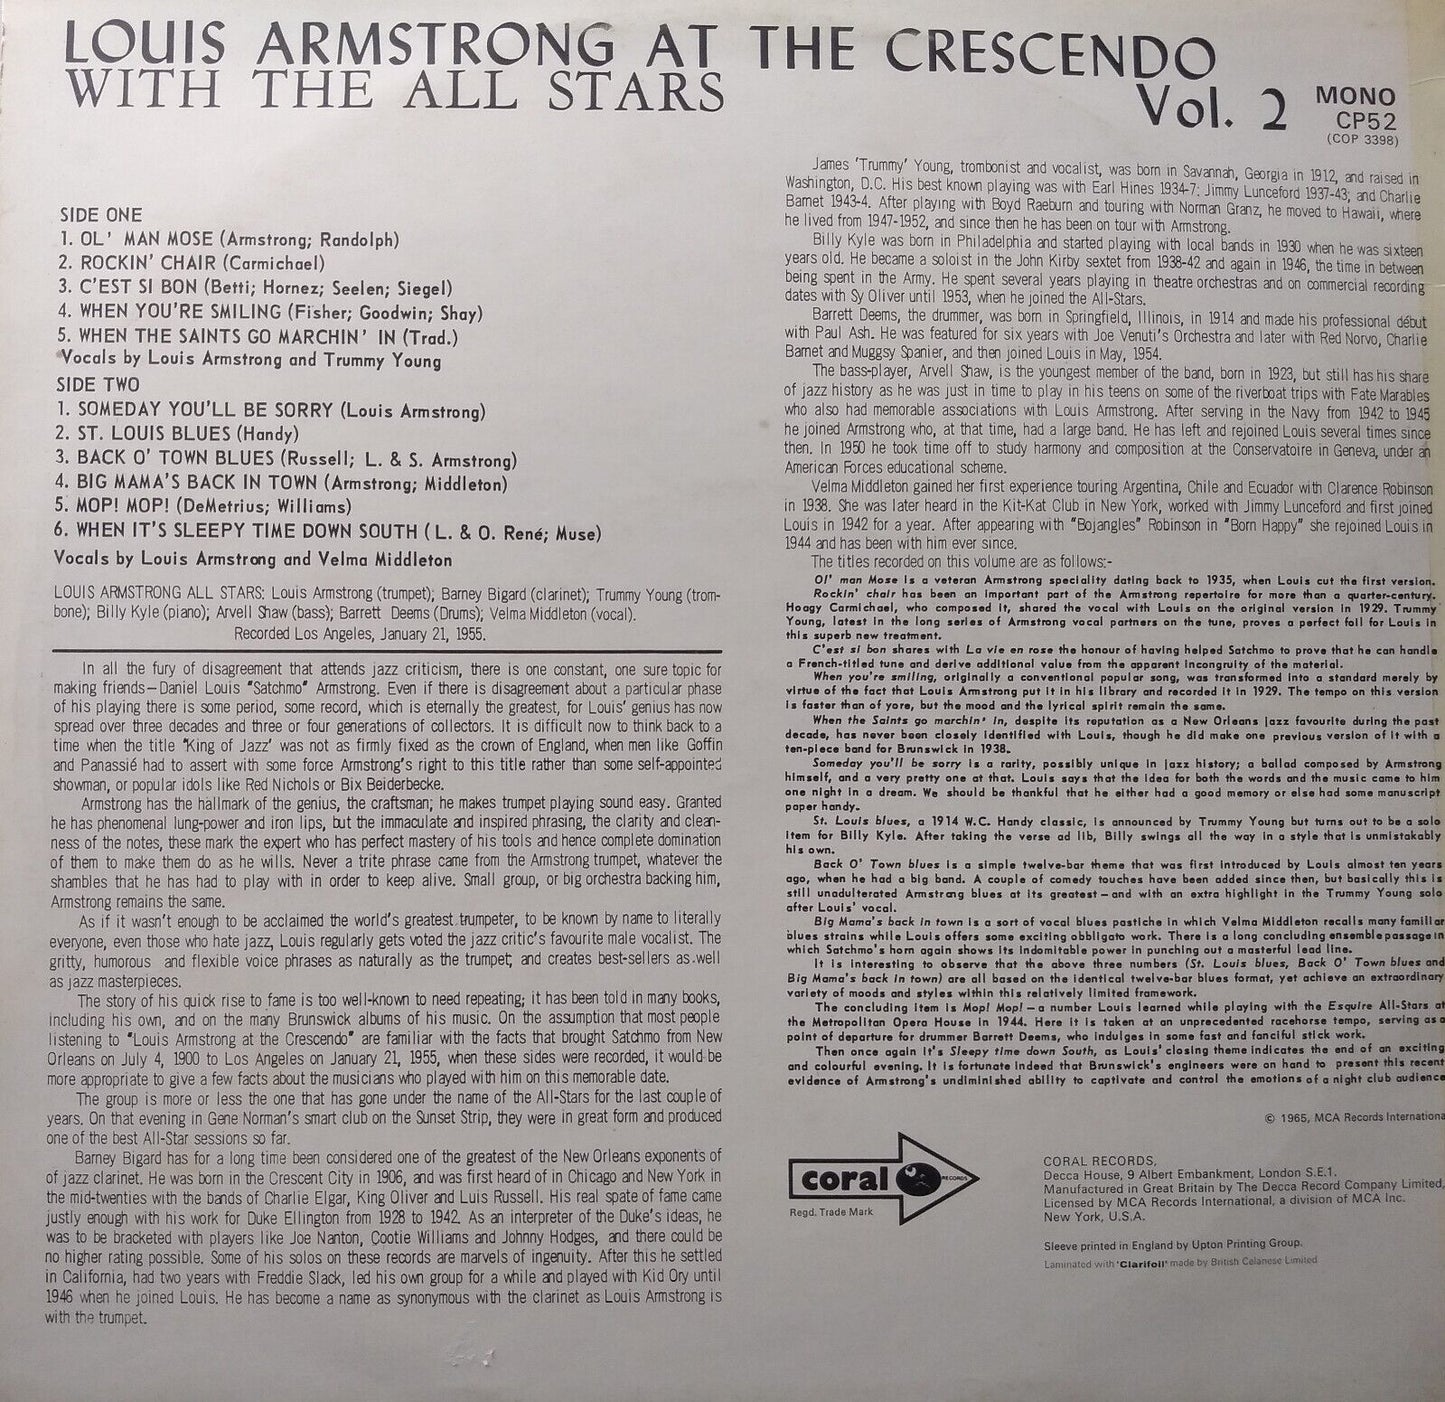 LOUIS ARMSTRONG AT THE CRESCENDO
WITH THE ALL STARS
Vol. 2
MONO
CP52
(COP 3398)
SIDE ONE
1. OL' MAN MOSE (Armstrong; Randolph)
2. ROCKIN' CHAIR (Carmichael)
3. C'EST SI BON (Betti; Hornez; Seelen; Siegel)
4. WHEN YOU'RE SMILING (Fisher; Goodwin; Shay)
5. WHEN THE SAINTS GO MARCHIN' IN (Trad.)
Vocals by Louis Armstrong and Trummy Young
SIDE TWO
1. SOMEDAY YOU'LL BE SORRY (Louis Armstrong)
2. ST. LOUIS BLUES (Handy)
3. BACK O' TOWN BLUES (Russell; L. & S. Armstrong)
4. BIG MAMA'S BACK IN TOWN (Armstrong; Middleton)
5. MOP! MOP! (DeMetrius; Williams)
6. WHEN IT'S SLEEPY TIME DOWN SOUTH ( L. & O. René; Muse)
Vocals by Louis Armstrong and Velma Middleton
LOUIS ARMSTRONG ALL STARS: Louis Armstrong (trumpet); Barney Bigard (clarinet); Trummy Young (trom-
bone); Billy Kyle (piano); Arvell Shaw (bass); Barrett Deems (Drums); Velma Middleton (vocal).
Recorded Los Angeles, January 21, 1955.
In all the fury of disagreement that attends jazz criticism, there is one constant, one sure topic for
making friends—Daniel Louis "Satchmo" Armstrong. Even if there is disagreement about a particular phase
of his playing there is some period, some record, which is eternally the greatest, for Louis' genius has now
spread over three decades and three or four generations of collectors. It is difficult now to think back to a
time when the title 'King of Jazz' was not as firmly fixed as the crown of England, when men like Goffin
and Panassié had to assert with some force Armstrong's right to this title rather than some self-appointed
showman, or popular idols like Red Nichols or Bix Beiderbecke.
Armstrong has the hallmark of the genius, the craftsman; he makes trumpet playing sound easy. Granted
he has phenomenal lung-power and iron lips, but the immaculate and inspired phrasing, the clarity and clean-
ness of the notes, these mark the expert who has perfect mastery of his tools and hence complete domination
of them to make them do as he wills. Never a trite phrase came from the Armstrong trumpet, whatever the
shambles that he has had to play with in order to keep alive. Small group, or big orchestra backing him,
Armstrong remains the same.
As if it wasn't enough to be acclaimed the world's greatest trumpeter, to be known by name to literally
everyone, even those who hate jazz, Louis regularly gets voted the jazz critic's favourite male vocalist. The
gritty, humorous and flexible voice phrases as naturally as the trumpet, and creates best-sellers as well
as jazz masterpieces.
The story of his quick rise to fame is too well-known to need repeating; it has been told in many books,
including his own, and on the many Brunswick albums of his music. On the assumption that most people
listening to "Louis Armstrong at the Crescendo" are familiar with the facts that brought Satchmo from New
Orleans on July 4, 1900 to Los Angeles on January 21, 1955, when these sides were recorded, it would be
more appropriate to give a few facts about the musicians who played with him on this memorable date.
The group is more or less the one that has gone under the name of the All-Stars for the last couple of
years. On that evening in Gene Norman's smart club on the Sunset Strip, they were in great form and produced
one of the best All-Star sessions so far.
Barney Bigard has for a long time been considered one of the greatest of the New Orleans exponents of
of jazz clarinet. He was born in the Crescent City in 1906, and was first heard of in Chicago and New York in
the mid-twenties with the bands of Charlie Elgar, King Oliver and Luis Russell. His real spate of fame came
justly enough with his work for Duke Ellington from 1928 to 1942. As an interpreter of the Duke's ideas, he
was to be bracketed with players like Joe Nanton, Cootie Williams and Johnny Hodges, and there could be
no higher rating possible. Some of his solos on these records are marvels of ingenuity. After this he settled
in California, had two years with Freddie Slack, led his own group for a while and played with Kid Ory until
1946 when he joined Louis. He has become a name as synonymous with the clarinet as Louis Armstrong is
with the trumpet.
James 'Trummy' Young, trombonist and vocalist, was born in Savannah, Georgia in 1912, and raised in
Washington, D.C. His best known playing was with Earl Hines 1934-7; Jimmy Lunceford 1937-43; and Charlie
Barnet 1943-4. After playing with Boyd Raeburn and touring with Norman Granz, he moved to Hawaii, where
he lived from 1947-1952, and since then he has been on tour with Armstrong.
Billy Kyle was born in Philadelphia and started playing with local bands in 1930 when he was sixteen
years old. He became a soloist in the John Kirby sextet from 1938-42 and again in 1946, the time in between
being spent in the Army. He spent several years playing in theatre orchestras and on commercial recording
dates with Sy Oliver until 1953, when he joined the All-Stars.
Barrett Deems, the drummer, was born in Springfield, Illinois, in 1914 and made his professional début
with Paul Ash. He was featured for six years with Joe Venuti's Orchestra and later with Red Norvo, Charlie
Barnet and Muggsy Spanier, and then joined Louis in May, 1954.
The bass-player, Arvell Shaw, is the youngest member of the band, born in 1923, but still has his share
of jazz history as he was just in time to play in his teens on some of the riverboat trips with Fate Marables
who also had memorable associations with Louis Armstrong. After serving in the Navy from 1942 to 1945
he joined Armstrong who, at that time, had a large band. He has left and rejoined Louis several times since
then. In 1950 he took time off to study harmony and composition at the Conservatoire in Geneva, under an
American Forces educational scheme.
Velma Middleton gained her first experience touring Argentina, Chile and Ecuador with Clarence Robinson
in 1938. She was later heard in the Kit-Kat Club in New York, worked with Jimmy Lunceford and first joined
Louis in 1942 for a year. After appearing with "Bojangles" Robinson in "Born Happy" she rejoined Louis in
1944 and has been with him ever since.
The titles recorded on this volume are as follows:-
Ol' man Mose is a veteran Armstrong speciality dating back to 1935, when Louis cut the first version.
Rockin' chair has been an important part of the Armstrong repertoire for more than a quarter-century.
Hoagy Carmichael, who composed it, shared the vocal with Louis on the original version in 1929. Trummy
Young, latest in the long series of Armstrong vocal partners on the tune, proves a perfect foil for Louis in
this superb new treatment.
C'est si bon shares with La vie en rose the honour of having helped Satchmo to prove that he can handle
a French-titled tune and derive additional value from the apparent incongruity of the material.
When you're smiling, originally a conventional popular song, was transformed into a standard merely by
virtue of the fact that Louis Armstrong put it in his library and recorded it in 1929. The tempo on this version
is faster than of yore, but the mood and the lyrical spirit remain the same.
When the Saints go marchin' in, despite its reputation as a New Orleans jazz favourite during the past
decade, has never been closely identified with Louis, though he did make one previous version of it with a
ten-piece band for Brunswick in 1938.
Someday you'll be sorry is a rarity, possibly unique in jazz history; a ballad composed by Armstrong
himself, and a very pretty one at that. Louis says that the idea for both the words and the music came to him
one night in a dream. We should be thankful that he either had a good memory or else had some manuscript
paper handy.
St. Louis blues, a 1914 W.C. Handy classic, is announced by Trummy Young but turns out to be a solo
item for Billy Kyle. After taking the verse ad lib, Billy swings all the way in a style that is unmistakably
his own.
Back O' Town blues is a simple twelve-bar theme that was first introduced by Louis almost ten years
ago, when he had a big band. A couple of comedy touches have been added since then, but basically this is
still unadulterated Armstrong blues at its greatest—and with an extra highlight in the Trummy Young solo
after Louis' vocal.
Big Mama's back in town is a sort of vocal blues pastiche in which Velma Middleton recalls many familiar
blues strains while Louis offers some exciting obbligato work. There is a long concluding ensemble passage in
which Satchmo's horn again shows its indomitable power in punching out a masterful lead line.
It is interesting to observe that the above three numbers (St. Louis blues, Back O' Town blues and
Big Mama's back in town) are all based on the identical twelve-bar blues format, yet achieve an extraordinary
variety of moods and styles within this relatively limited framework.
The concluding item is Mop! Mop!—a number Louis learned while playing with the Esquire All-Stars at
the Metropolitan Opera House in 1944. Here it is taken at an unprecedented racehorse tempo, serving as a
point of departure for drummer Barrett Deems, who indulges in some fast and fanciful stick work.
Then once again it's Sleepy time down South, as Louis' closing theme indicates the end of an exciting
and colourful evening. It is fortunate indeed that Brunswick's engineers were on hand to present this recent
evidence of Armstrong's undiminished ability to captivate and control the emotions of a night club audience
© 1965, MCA Records Internationa
coral RECORDS
Regd. Trade Mark
CORAL RECORDS,
Decca House, 9 Albert Embankment, London S.E.1.
Manufactured in Great Britain by The Decca Record Company Limited,
Licensed by MCA Records International, a division of MCA Inc.
New York, U.S.A.
Sleeve printed in England by Upton Printing Group.
Laminated with 'Clarifoil' made by British Celanese Limited